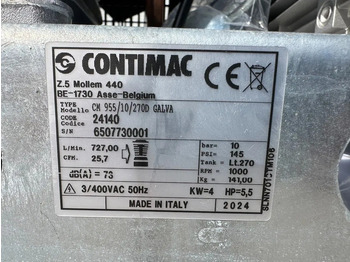 CONTIMAC
Z.5 Mollem 440
BE-1730 Asse-Belgium
TYPE
Modello CM 955/10/270D GALVA
CODE
Codice 24140
S/N 6507730001
L/Min. 727,00
CFM. 25,7
dB(A) = 73
bar= 10
PSI= 145
Tank = Lt.270
RPM = 1000
Kg = 141,00
3/400VAC 50Hz KW=4 HP=5,5
MADE IN ITALY 2024